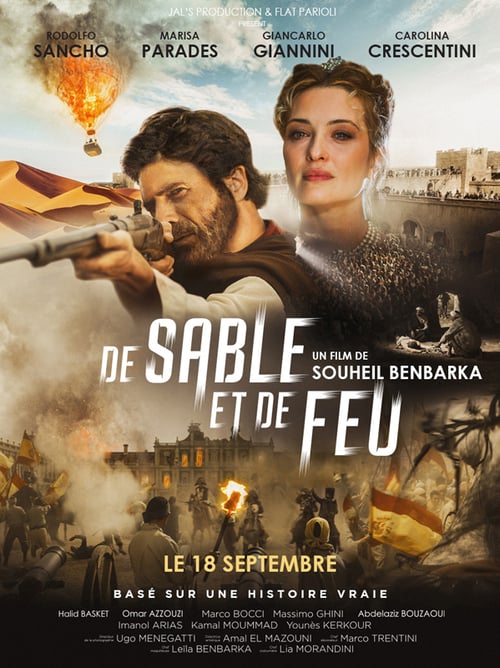 JAL'S PRODUCTION & FLAT PARIOLI
PRÉSENTENT
RODOLFO SANCHO
MARISA PARADES
GIANCARLO GIANNINI
CAROLINA CRESCENTINI
DE SABLE
ET DE FEU
UN FILM DE
SOUHEIL BENBARKA
LE 18 SEPTEMBRE
BASÉ SUR UNE HISTOIRE VRAIE
Halid BASKET Omar AZZOUZI Marco BOCCI Massimo GHINI Abdelaziz BOUZAOUI
Imanol ARIAS Kamal MOUMMAD Younès KERKOUR
Ugo MENEGATTI Amal EL MAZOUNI Marco TRENTINI
Leïla BENBARKA Lia MORANDINI